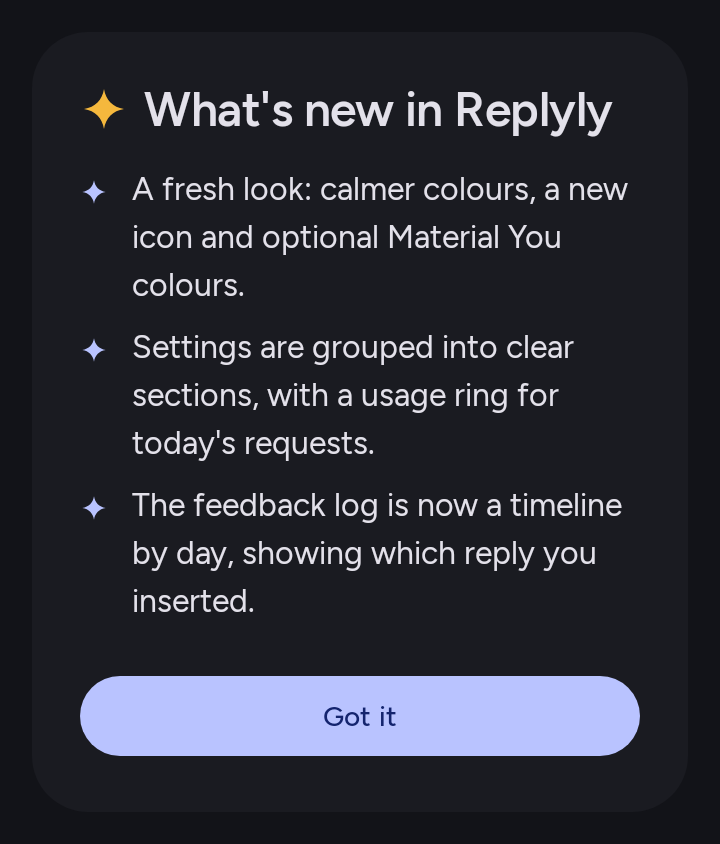 What's new in Replyly
A fresh look: calmer colours, a new
icon and optional Material You
colours.
Settings are grouped into clear
sections, with a usage ring for
today's requests.
The feedback log is now a timeline
by day, showing which reply you
inserted.
Got it